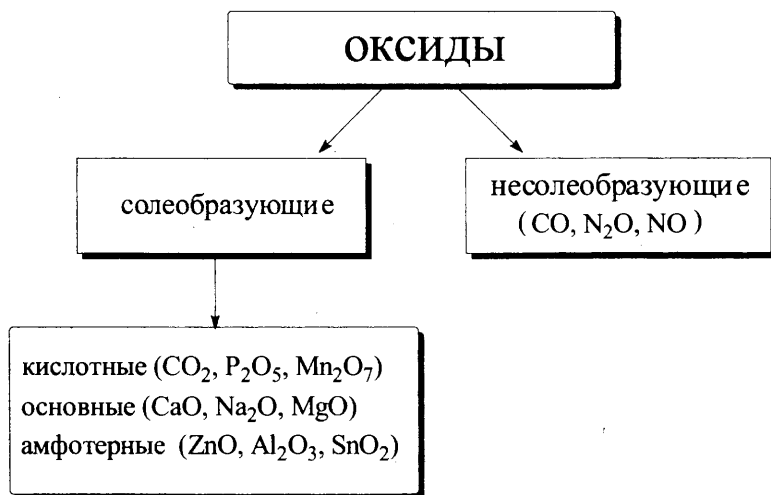 оксиды
солеобразующие
несолеобразующие
(CO, N₂O, NO)
кислотные (CO₂, P₂O₅, Mn₂O₇)
основные (CaO, Na₂O, MgO)
амфотерные (ZnO, Al₂O₃, SnO₂)